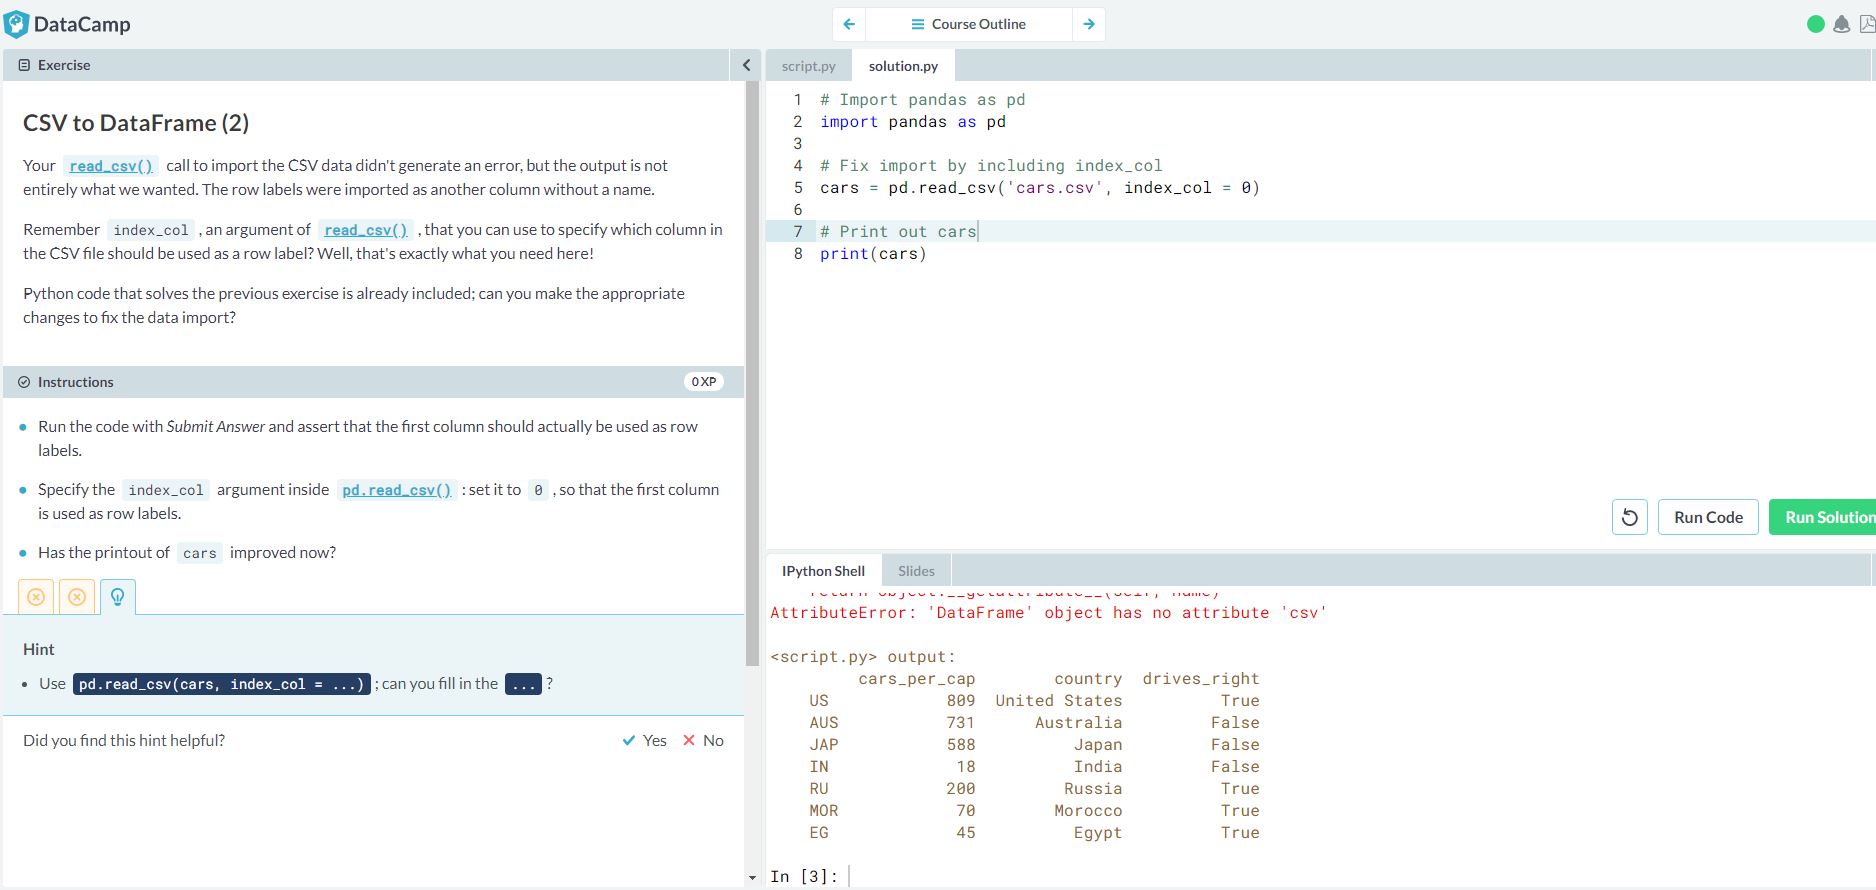 DataCamp
Course Outline
Exercise
CSV to DataFrame (2)
Your read_csv() call to import the CSV data didn't generate an error, but the output is not
entirely what we wanted. The row labels were imported as another column without a name.
Remember index_col , an argument of read_csv() , that you can use to specify which column in
the CSV file should be used as a row label? Well, that's exactly what you need here!
Python code that solves the previous exercise is already included; can you make the appropriate
changes to fix the data import?
Instructions
0 XP
Run the code with Submit Answer and assert that the first column should actually be used as row
labels.
Specify the index_col argument inside pd.read_csv() : set it to 0 , so that the first column
is used as row labels.
Has the printout of cars improved now?
Hint
Use pd.read_csv(cars, index_col = ...) ; can you fill in the ... ?
Did you find this hint helpful?
Yes
No
script.py
solution.py
1 # Import pandas as pd
2 import pandas as pd
3
4 # Fix import by including index_col
5 cars = pd.read_csv('cars.csv', index_col = 0)
6
7 # Print out cars
8 print(cars)
Run Code
Run Solution
IPython Shell
Slides
return object.__getattribute__(self, name)
AttributeError: 'DataFrame' object has no attribute 'csv'
<script.py> output:
cars_per_cap country drives_right
US 809 United States True
AUS 731 Australia False
JAP 588 Japan False
IN 18 India False
RU 200 Russia True
MOR 70 Morocco True
EG 45 Egypt True
In [3]: